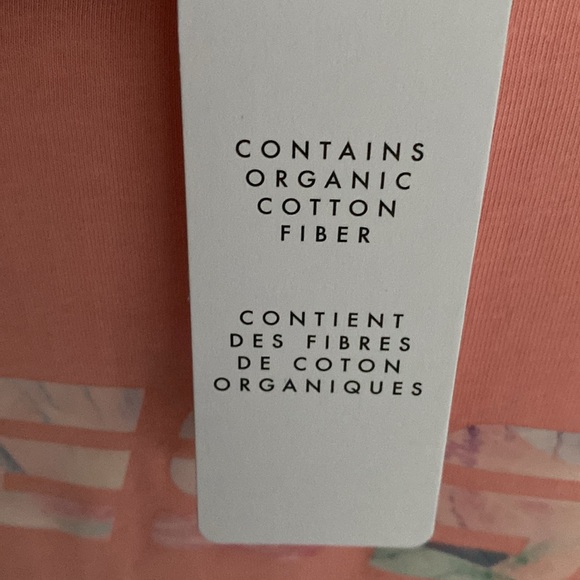 CONTAINS
ORGANIC
COTTON
FIBER
CONTIENT
DES FIBRES
DE COTON
ORGANIQUES